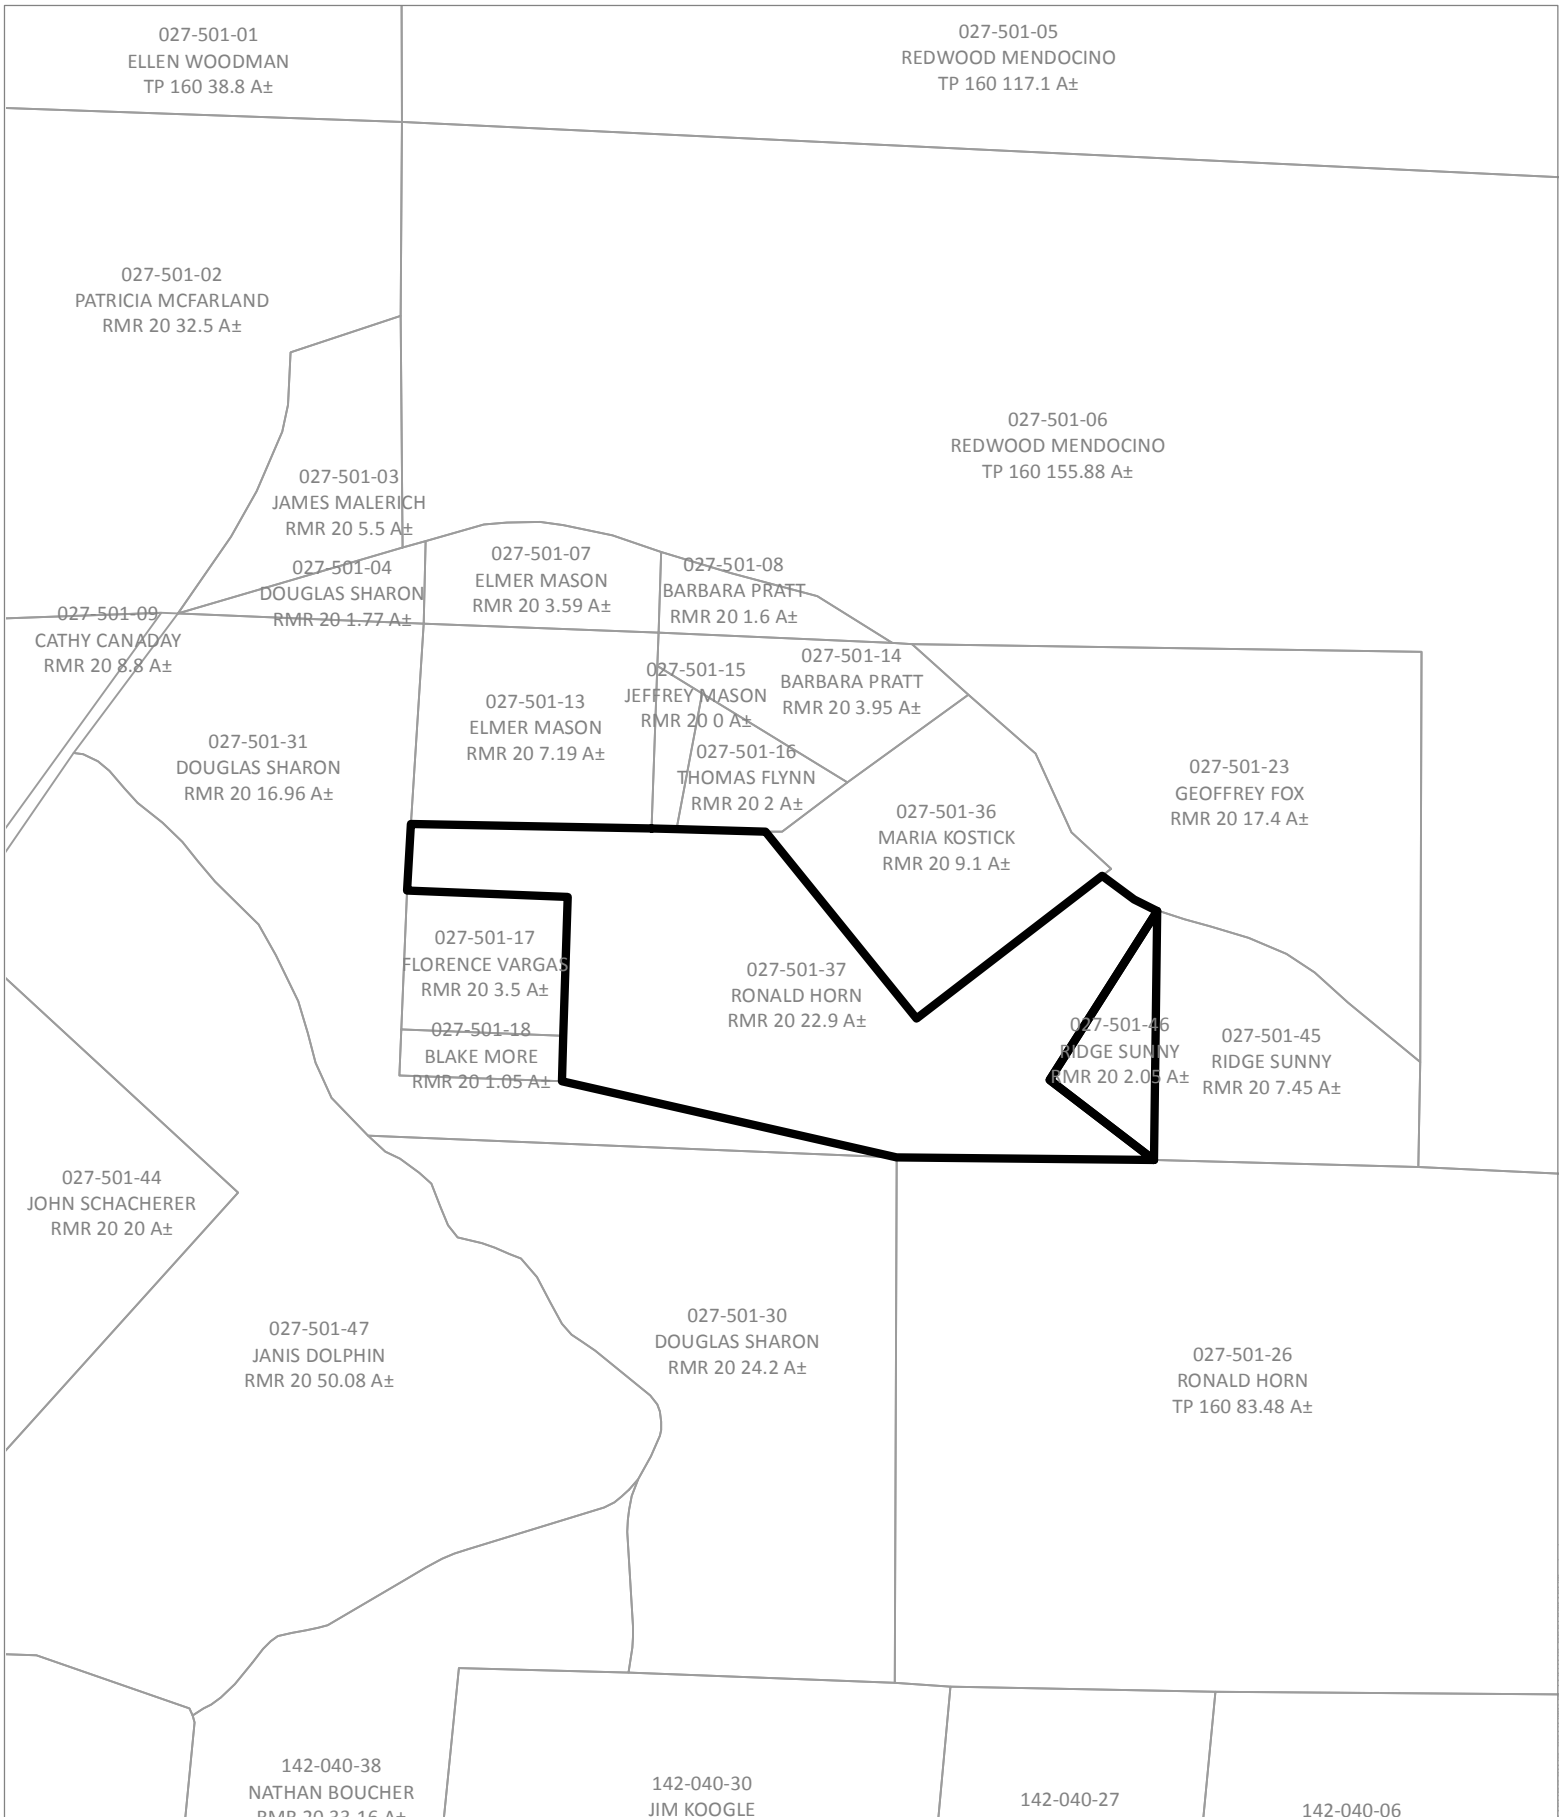 027-501-01
ELLEN WOODMAN
TP 160 38.8 A±
027-501-05
REDWOOD MENDOCINO
TP 160 117.1 A±
027-501-02
PATRICIA MCFARLAND
RMR 20 32.5 A±
027-501-06
REDWOOD MENDOCINO
TP 160 155.88 A±
027-501-03
JAMES MALERICH
RMR 20 5.5 A±
027-501-04
DOUGLAS SHARON
RMR 20 1.77 A±
027-501-07
ELMER MASON
RMR 20 3.59 A±
027-501-08
BARBARA PRATT
RMR 20 1.6 A±
027-501-09
CATHY CANADAY
RMR 20 8.8 A±
027-501-13
ELMER MASON
RMR 20 7.19 A±
027-501-15
JEFFREY MASON
RMR 20 0 A±
027-501-14
BARBARA PRATT
RMR 20 3.95 A±
027-501-31
DOUGLAS SHARON
RMR 20 16.96 A±
027-501-16
THOMAS FLYNN
RMR 20 2 A±
027-501-36
MARIA KOSTICK
RMR 20 9.1 A±
027-501-23
GEOFFREY FOX
RMR 20 17.4 A±
027-501-17
FLORENCE VARGAS
RMR 20 3.5 A±
027-501-37
RONALD HORN
RMR 20 22.9 A±
027-501-18
BLAKE MORE
RMR 20 1.05 A±
027-501-46
RIDGE SUNNY
RMR 20 2.05 A±
027-501-45
RIDGE SUNNY
RMR 20 7.45 A±
027-501-44
JOHN SCHACHERER
RMR 20 20 A±
027-501-47
JANIS DOLPHIN
RMR 20 50.08 A±
027-501-30
DOUGLAS SHARON
RMR 20 24.2 A±
027-501-26
RONALD HORN
TP 160 83.48 A±
142-040-38
NATHAN BOUCHER
RMR 20 33.16 A±
142-040-30
JIM KOOGLE
142-040-27
142-040-06